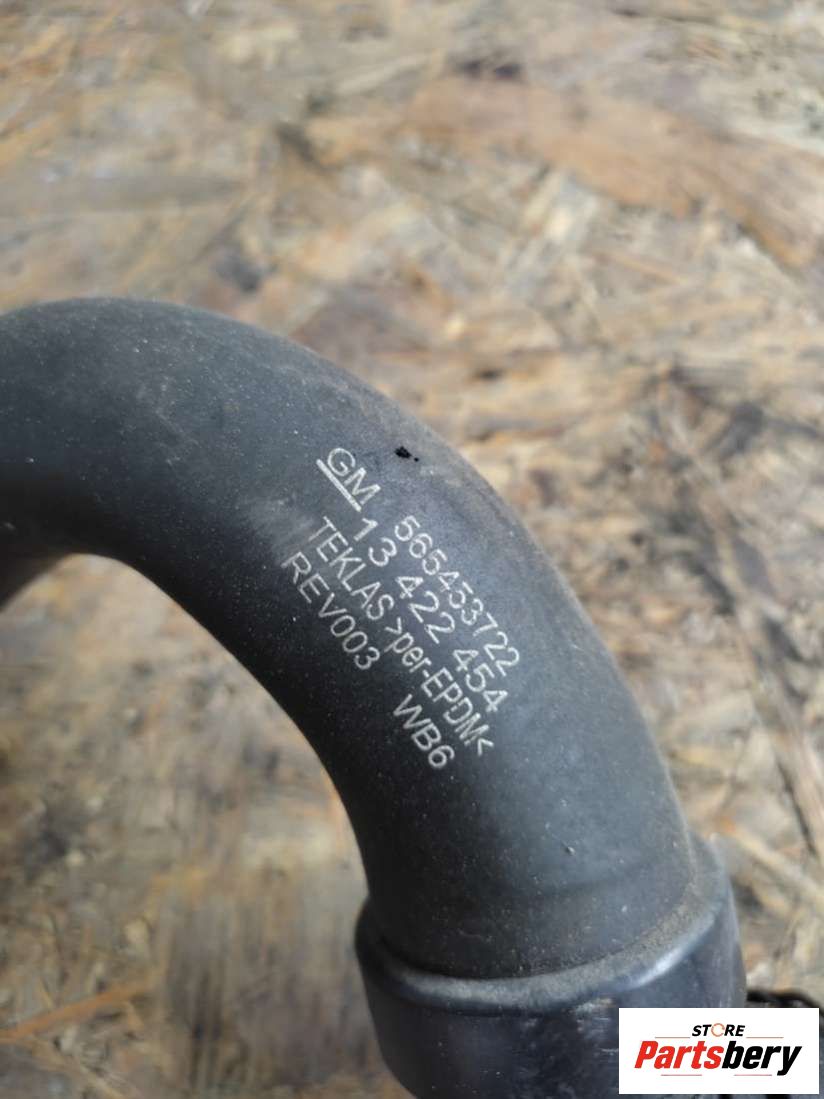 565453722
GM 13 422 454
TEKLAS >per-EPDM<
REV003 WB6
STORE
Partsbery